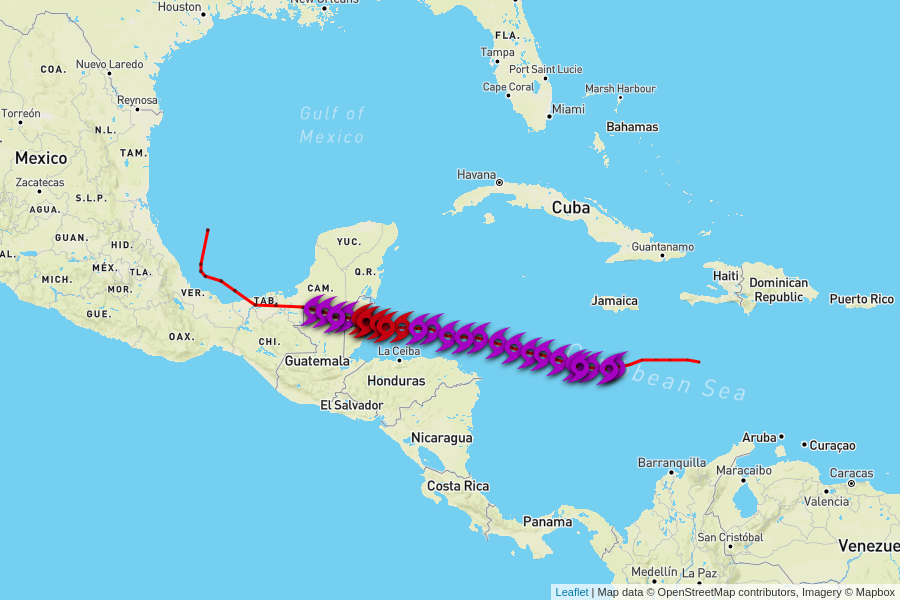 Houston
New Orleans
FLA.
Tampa
COA.
Nuevo Laredo
Port Saint Lucie
Cape Coral
Marsh Harbour
Reynosa
Torreón
Gulf of
Mexico
Miami
Bahamas
N.L.
TAM.
Mexico
Zacatecas
Havana
S.L.P.
AGUA.
Cuba
GUAN.
HID.
YUC.
Guantanamo
AL.
MÉX.
TLA.
Q.R.
MICH.
MOR.
VER.
CAM.
Haiti
Dominican
Republic
Puerto Rico
GUE.
TAB.
Jamaica
OAX.
CHI.
La Ceiba
Guatemala
Honduras
bean Sea
El Salvador
Nicaragua
Aruba
Curaçao
Barranquilla
Maracaibo
Caracas
Costa Rica
Valencia
Panama
San Cristóbal
Venezue
Medellín
La Paz
Leaflet | Map data © OpenStreetMap contributors, Imagery © Mapbox